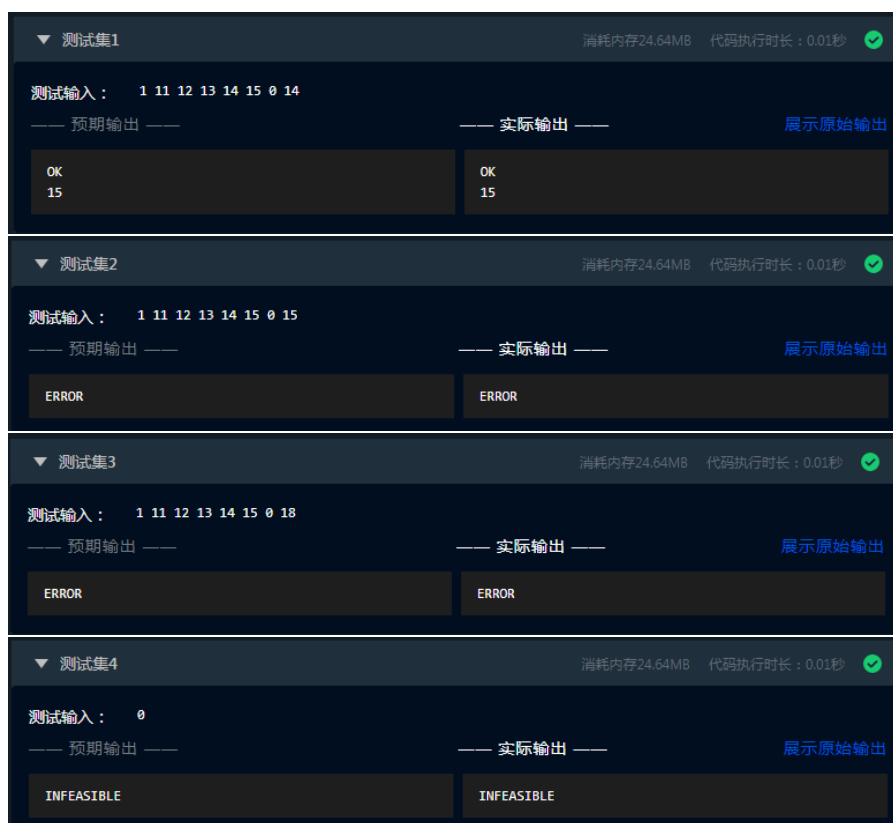 ▼ 测试集1 消耗内存24.64MB 代码执行时长：0.01秒
测试输入： 1 11 12 13 14 15 0 14
—— 预期输出 —— —— 实际输出 —— 展示原始输出
OK OK
15 15
▼ 测试集2 消耗内存24.64MB 代码执行时长：0.01秒
测试输入： 1 11 12 13 14 15 0 15
—— 预期输出 —— —— 实际输出 —— 展示原始输出
ERROR ERROR
▼ 测试集3 消耗内存24.64MB 代码执行时长：0.01秒
测试输入： 1 11 12 13 14 15 0 18
—— 预期输出 —— —— 实际输出 —— 展示原始输出
ERROR ERROR
▼ 测试集4 消耗内存24.64MB 代码执行时长：0.01秒
测试输入： 0
—— 预期输出 —— —— 实际输出 —— 展示原始输出
INFEASIBLE INFEASIBLE